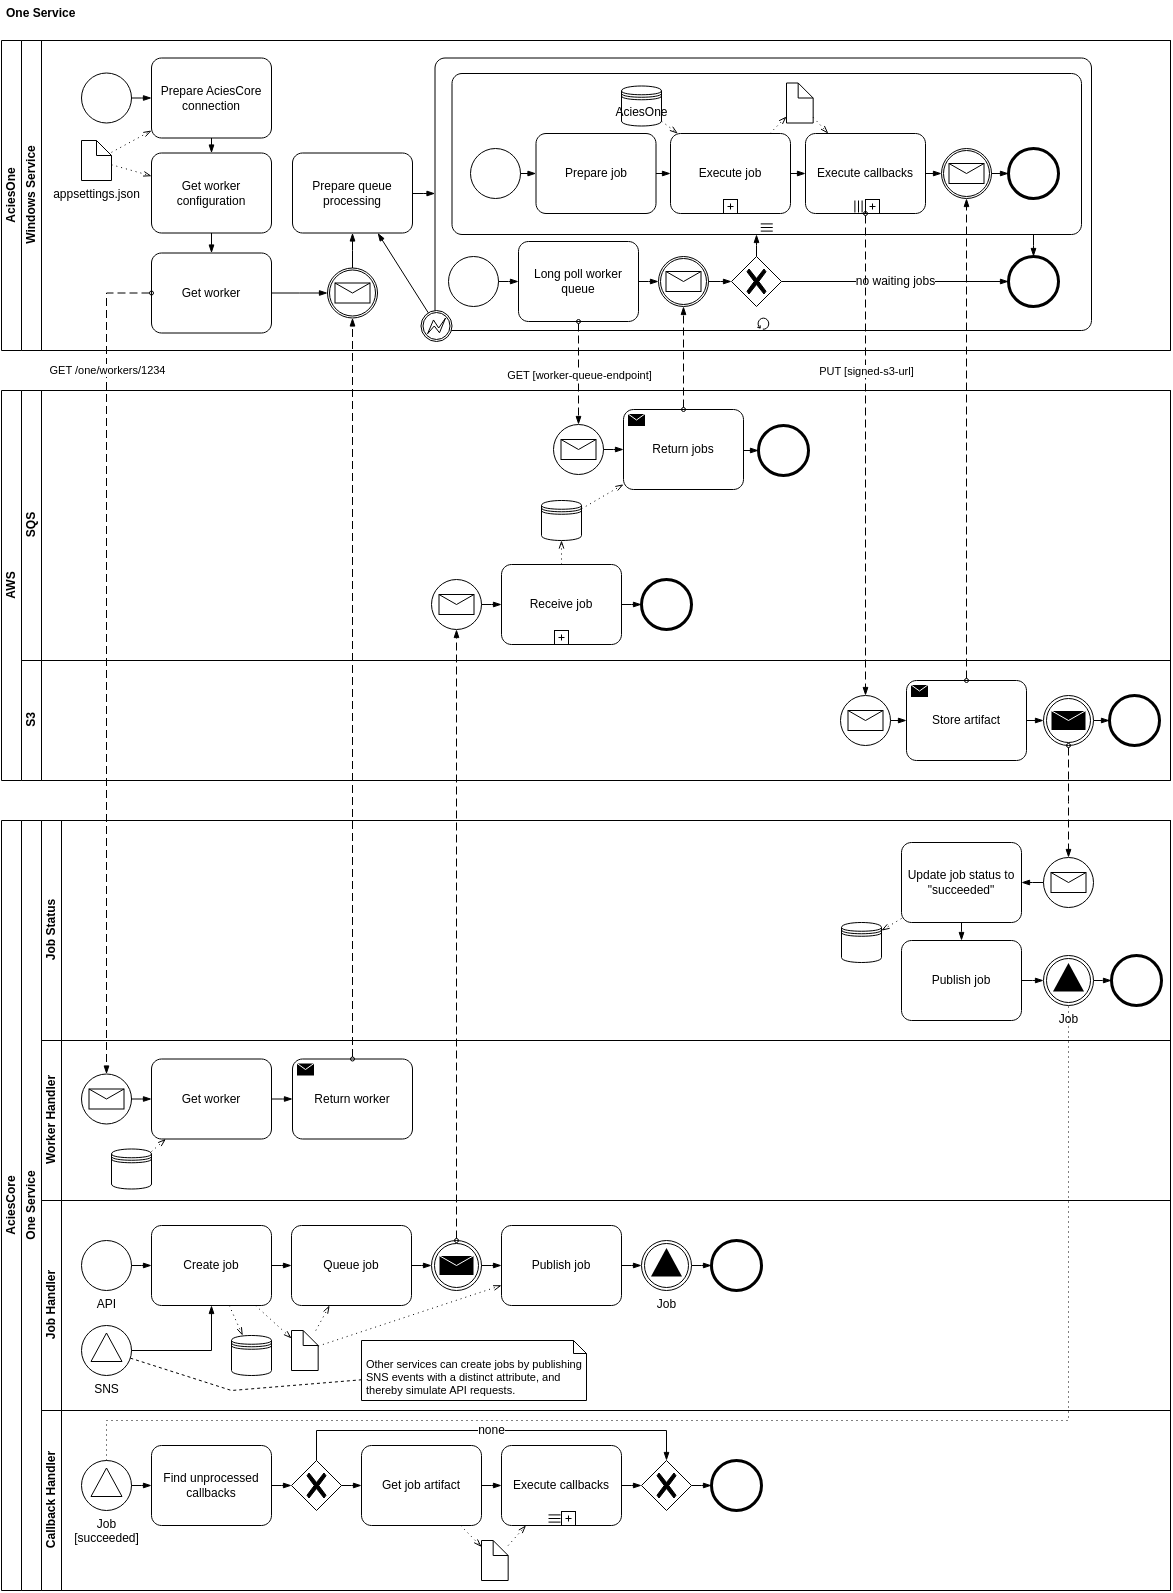 One Service
AciesOne
Windows Service
Prepare AciesCore
connection
appsettings.json
Get worker
configuration
Get worker
Prepare queue
processing
AciesOne
Prepare job
Execute job
Execute callbacks
Long poll worker
queue
no waiting jobs
GET /one/workers/1234
GET [worker-queue-endpoint]
PUT [signed-s3-url]
AWS
SQS
Return jobs
Receive job
S3
Store artifact
AciesCore
One Service
Job Status
Update job status to
"succeeded"
Publish job
Job
Worker Handler
Get worker
Return worker
Job Handler
API
Create job
Queue job
Publish job
Job
SNS
Other services can create jobs by publishing
SNS events with a distinct attribute, and
thereby simulate API requests.
Callback Handler
none
Job
[succeeded]
Find unprocessed
callbacks
Get job artifact
Execute callbacks